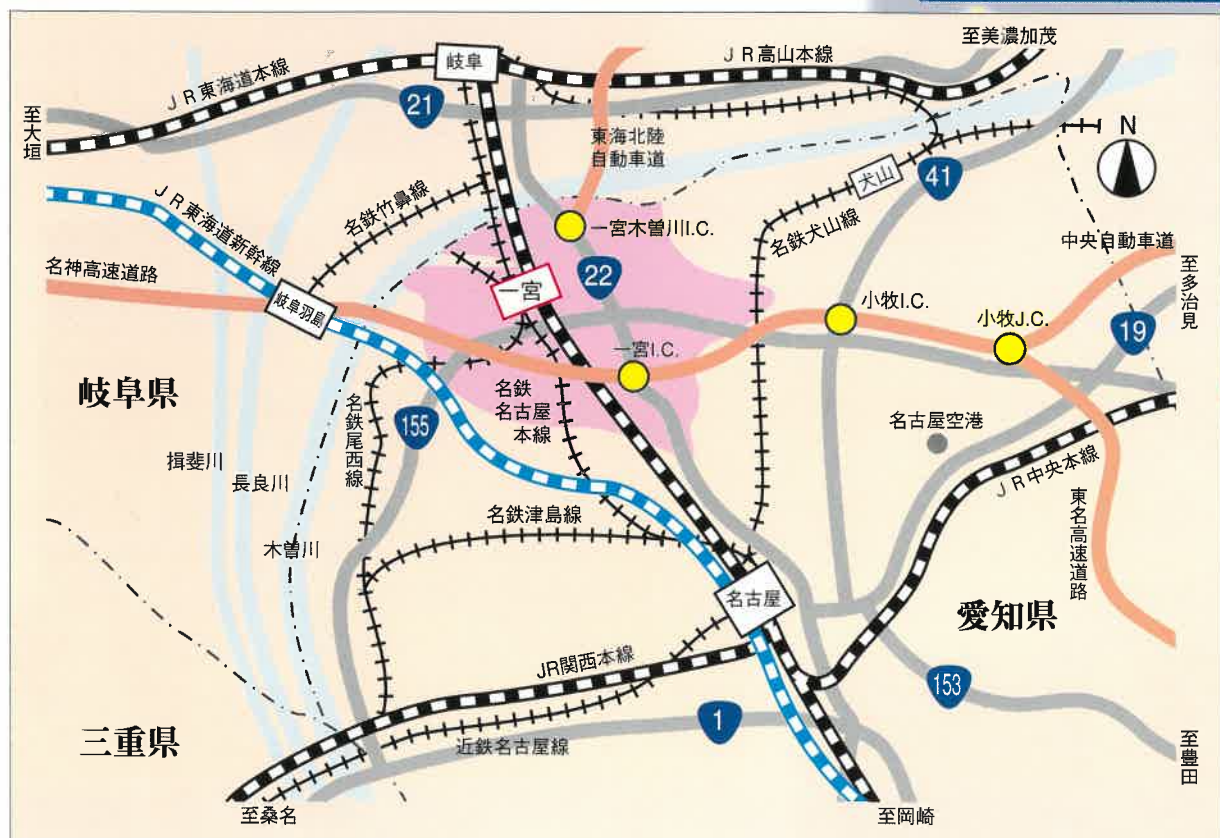 至美濃加茂
岐阜
ＪＲ高山本線
ＪＲ東海道本線
21
至大垣
東海北陸
自動車道
N
犬山
41
ＪＲ東海道新幹線
名鉄竹鼻線
一宮木曽川I.C.
名鉄犬山線
中央自動車道
名神高速道路
22
至多治見
一宮
岐阜羽島
小牧I.C.
小牧J.C.
19
一宮I.C.
岐阜県
名鉄
名古屋
本線
名鉄尾西線
155
名古屋空港
揖斐川
長良川
ＪＲ中央本線
名鉄津島線
東名高速道路
木曽川
名古屋
愛知県
JR関西本線
153
1
三重県
近鉄名古屋線
至豊田
至桑名
至岡崎